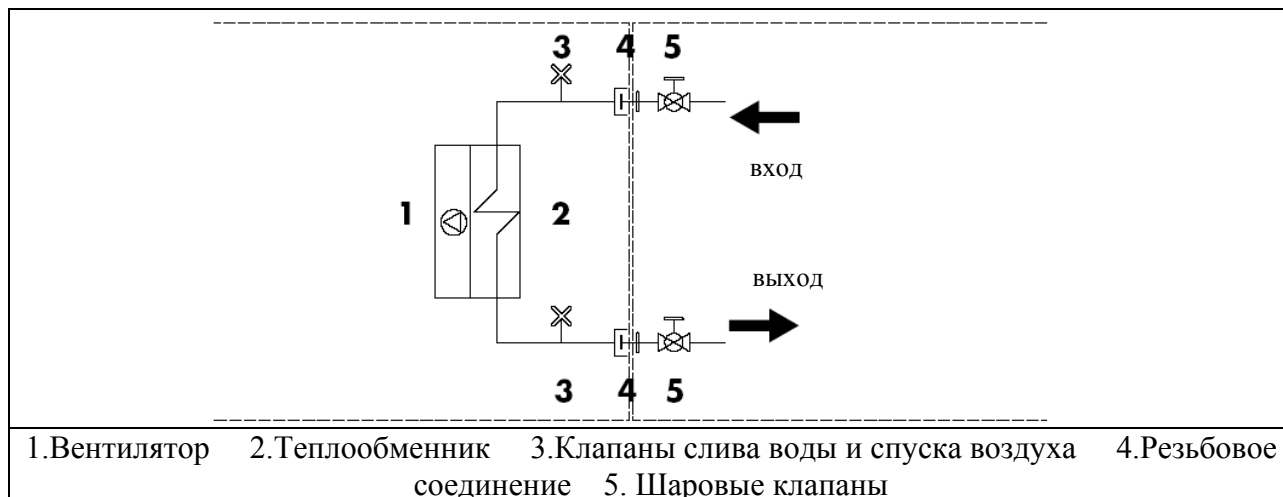 3 4 5
вход
1 2
выход
3 4 5
1.Вентилятор 2.Теплообменник 3.Клапаны слива воды и спуска воздуха 4.Резьбовое
соединение 5. Шаровые клапаны